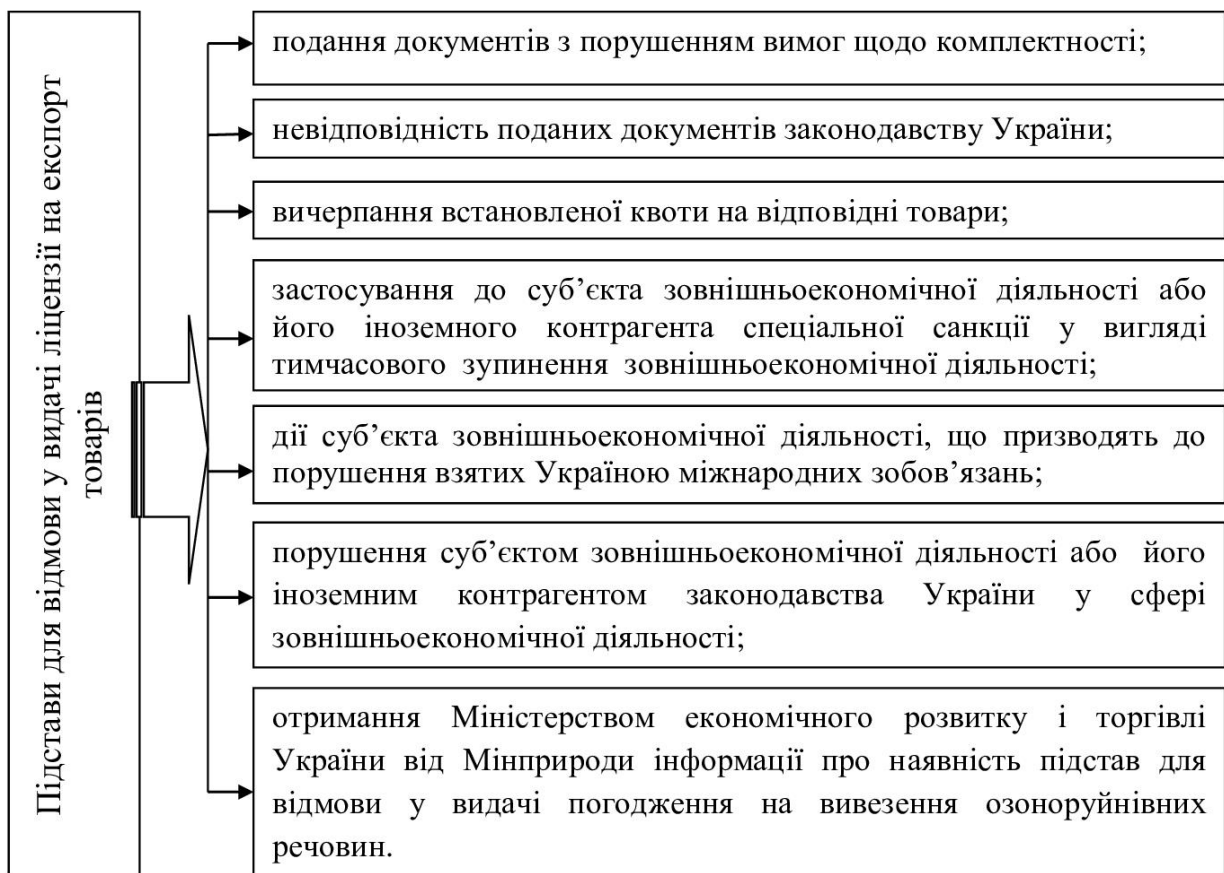 Підстави для відмови у видачі ліцензії на експорт
товарів
подання документів з порушенням вимог щодо комплектності;
невідповідність поданих документів законодавству України;
вичерпання встановленої квоти на відповідні товари;
застосування до суб’єкта зовнішньоекономічної діяльності або
його іноземного контрагента спеціальної санкції у вигляді
тимчасового зупинення зовнішньоекономічної діяльності;
дії суб’єкта зовнішньоекономічної діяльності, що призводять до
порушення взятих Україною міжнародних зобов’язань;
порушення суб’єктом зовнішньоекономічної діяльності або його
іноземним контрагентом законодавства України у сфері
зовнішньоекономічної діяльності;
отримання Міністерством економічного розвитку і торгівлі
України від Мінприроди інформації про наявність підстав для
відмови у видачі погодження на вивезення озоноруйнівних
речовин.